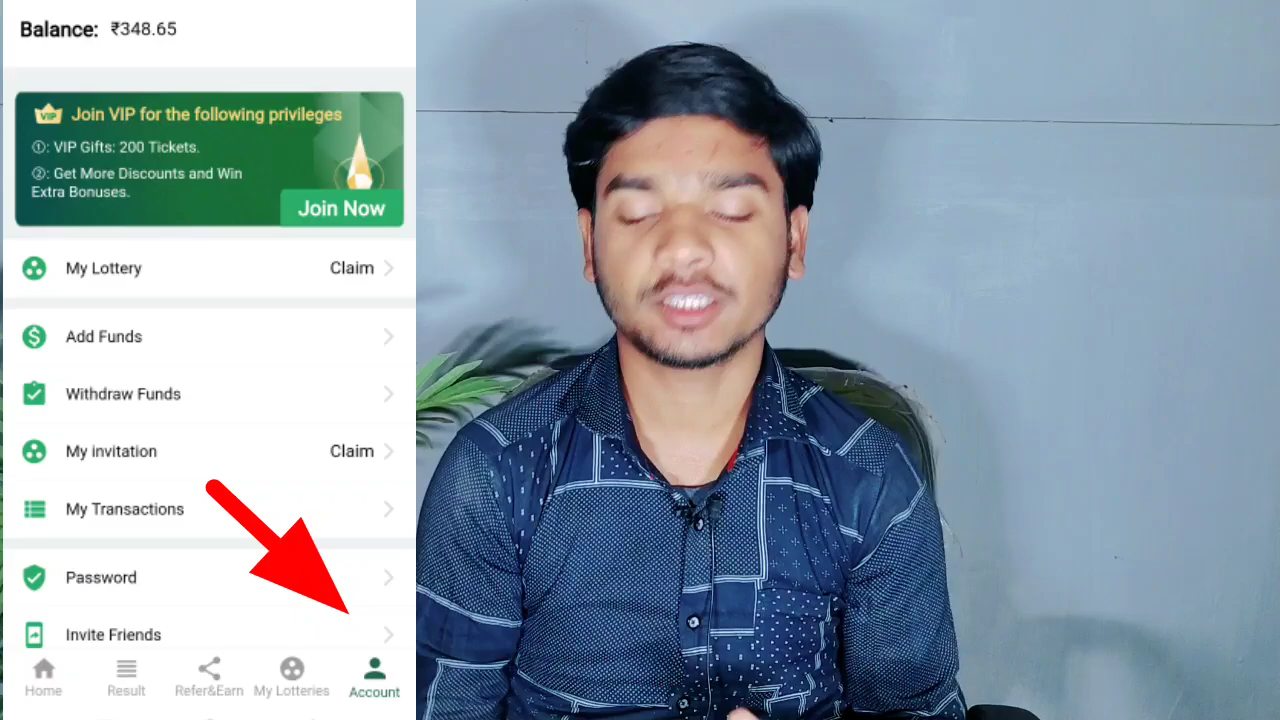 Balance: ₹348.65
VIP Join VIP for the following privileges
①: VIP Gifts: 200 Tickets.
②: Get More Discounts and Win
Extra Bonuses.
Join Now
My Lottery Claim
Add Funds
Withdraw Funds
My invitation Claim
My Transactions
Password
Invite Friends
Home Result Refer&Earn My Lotteries Account